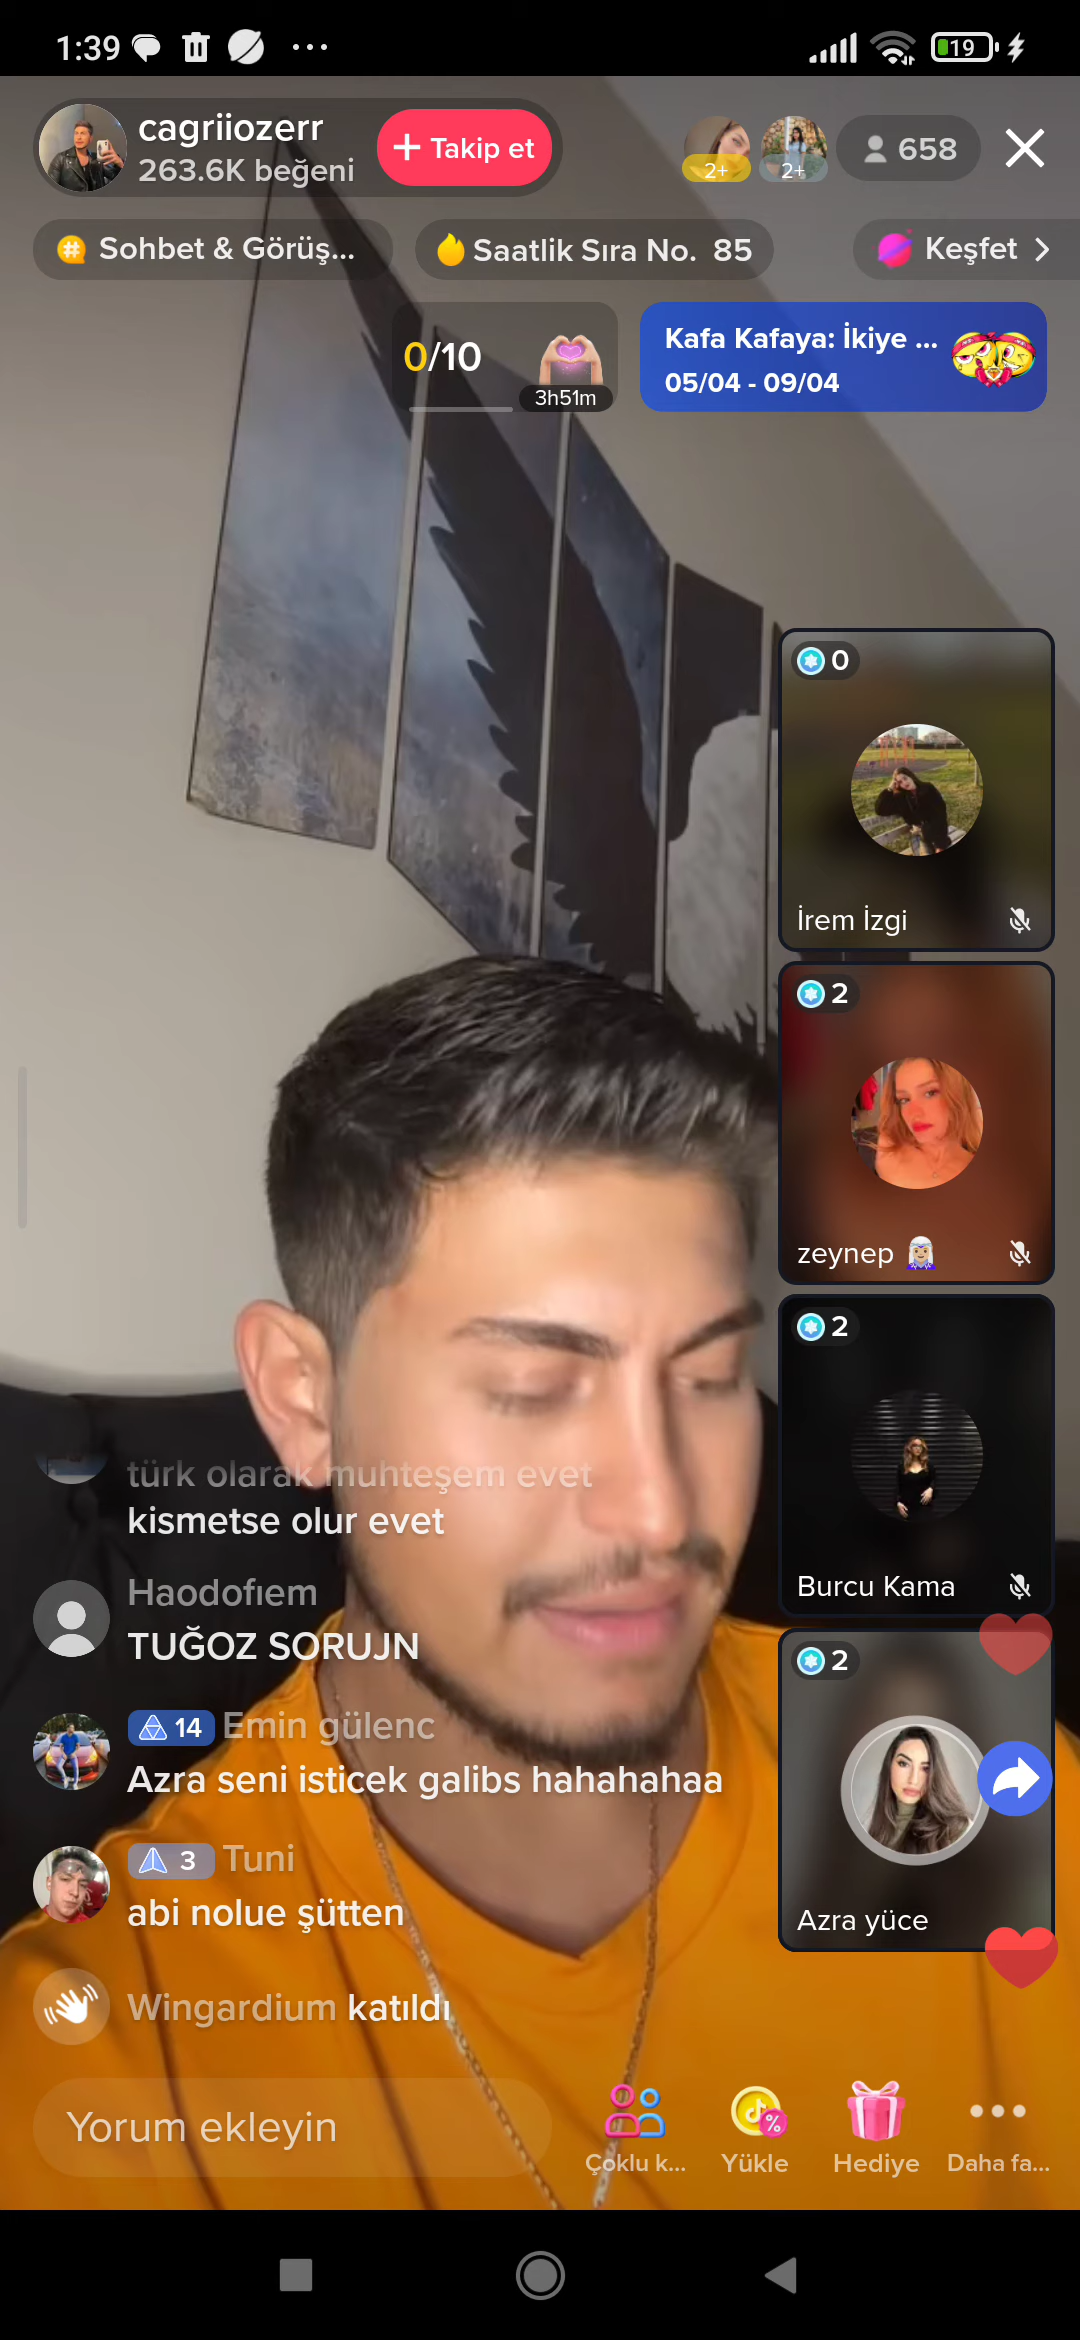 1:39
19
cagriiozerr
263.6K beğeni
+ Takip et
2+
2+
658
Sohbet & Görüş...
Saatlik Sıra No. 85
Keşfet >
0/10
3h51m
Kafa Kafaya: İkiye ...
05/04 - 09/04
0
İrem İzgi
2
zeynep
2
Burcu Kama
2
Azra yüce
türk olarak muhteşem evet
kismetse olur evet
Haodofıem
TUĞOZ SORUJN
14 Emin gülenc
Azra seni isticek galibs hahahahaa
3 Tuni
abi nolue şütten
Wingardium katıldı
Yorum ekleyin
Çoklu k...
Yükle
Hediye
Daha fa...